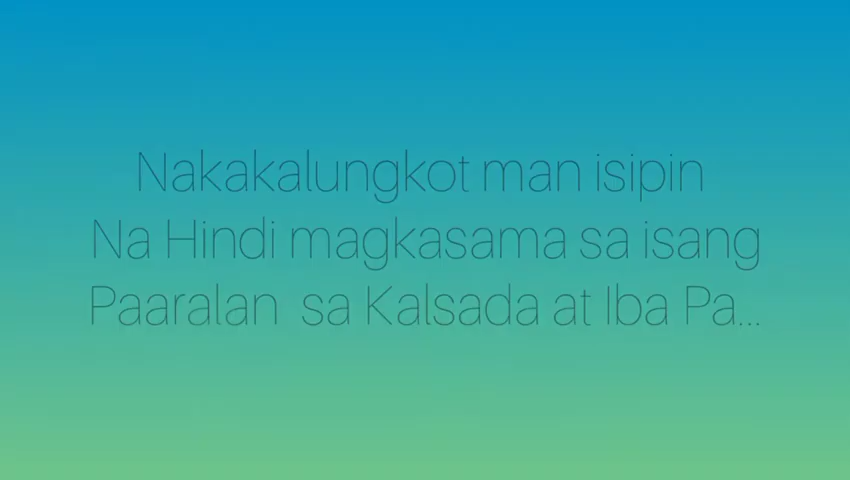 Nakakalungkot man isipin
Na Hindi magkasama sa isang
Paaralan sa Kalsada at Iba Pa...